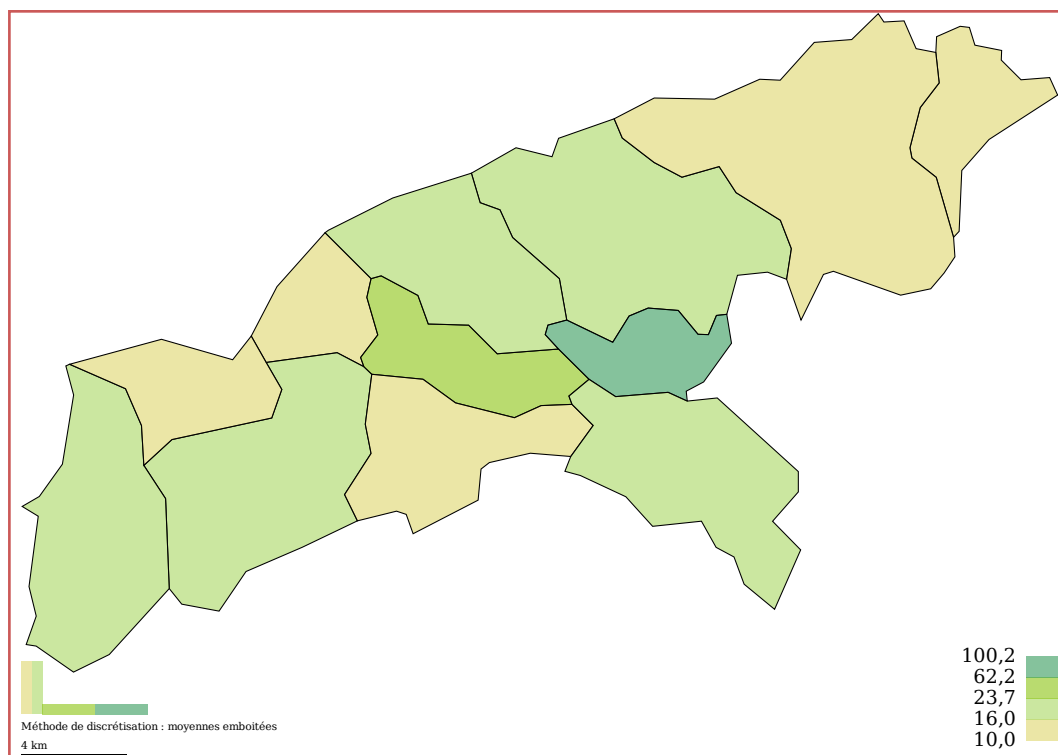 100,2
62,2
23,7
16,0
10,0
Méthode de discrétisation : moyennes emboitées
4 km